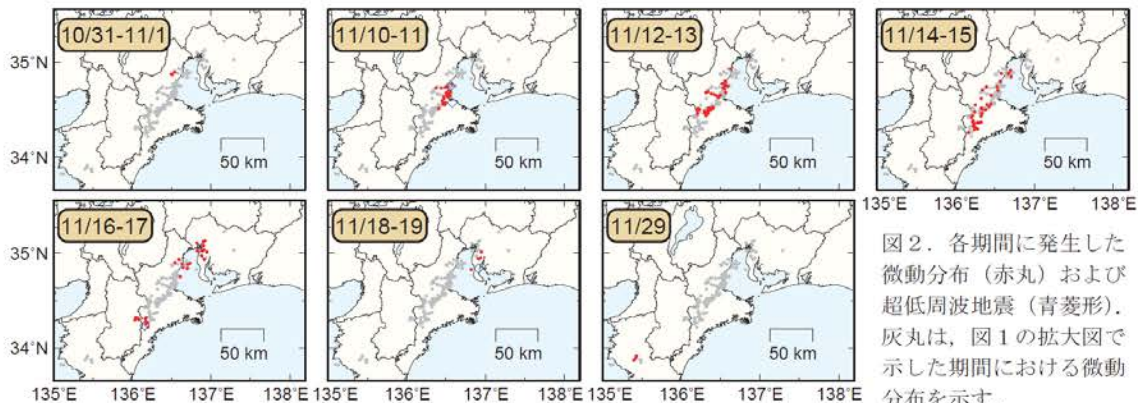 10/31-11/1
11/10-11
11/12-13
11/14-15
35°N
34°N
50 km
50 km
50 km
50 km
135°E 136°E 137°E 138°E
11/16-17
11/18-19
11/29
35°N
34°N
50 km
50 km
50 km
135°E 136°E 137°E 138°E
135°E 136°E 137°E 138°E
135°E 136°E 137°E 138°E
図２．各期間に発生した
微動分布（赤丸）および
超低周波地震（青菱形）．
灰丸は，図１の拡大図で
示した期間における微動
分布を示す．